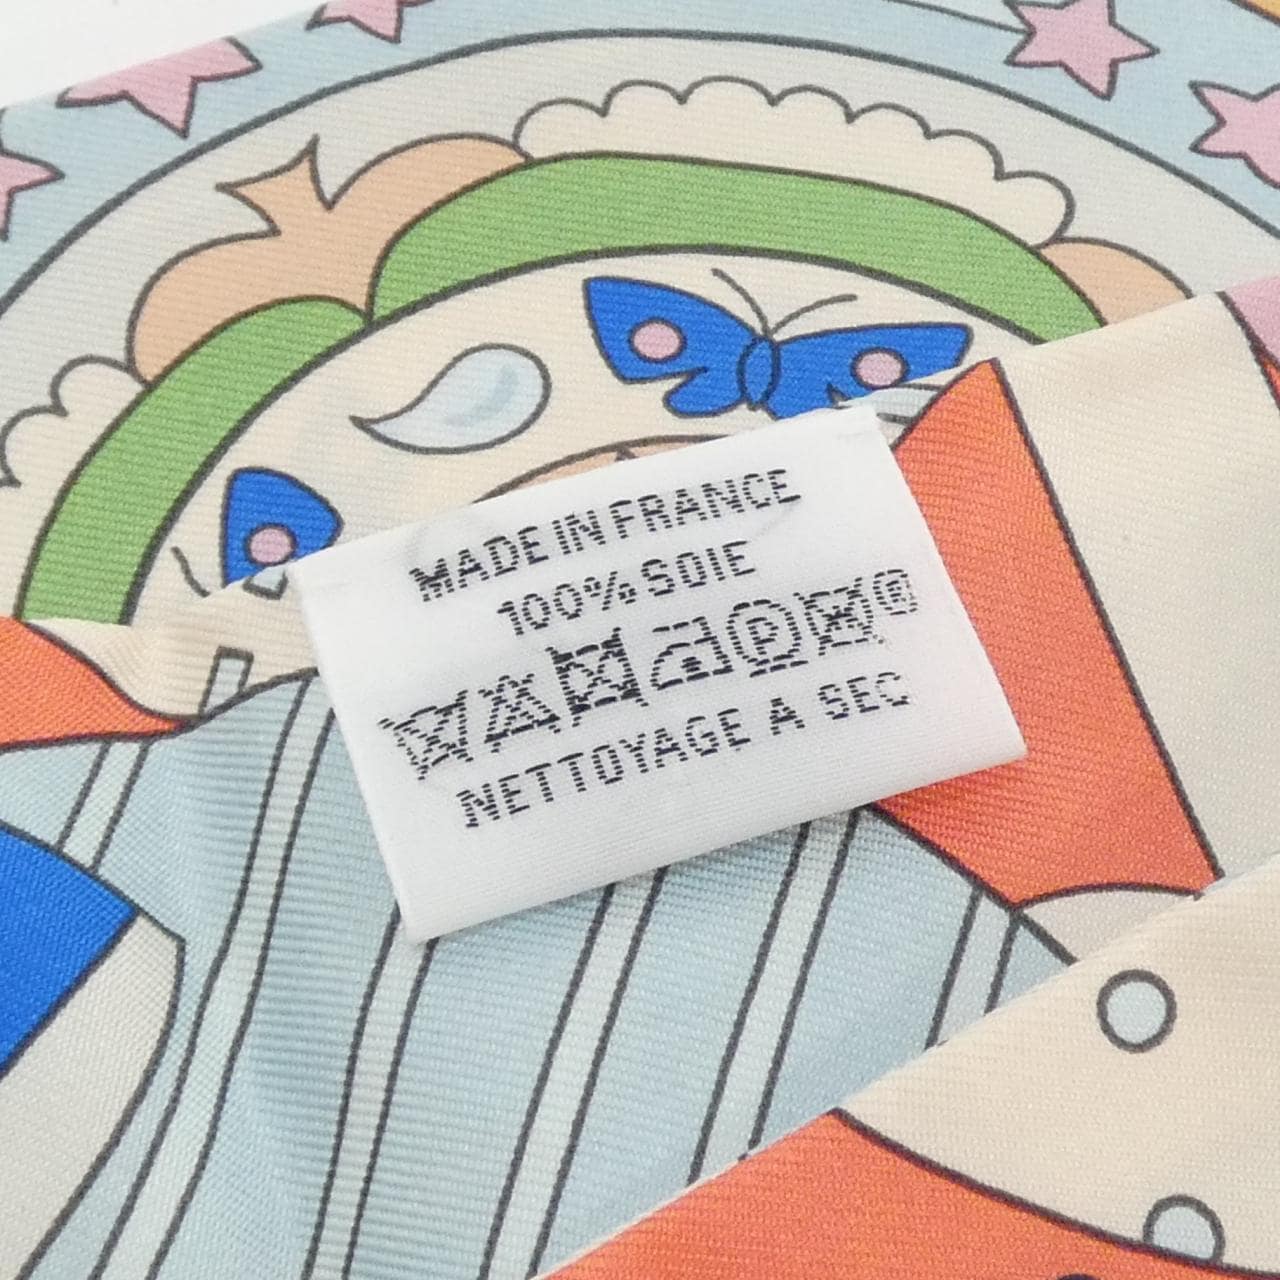 MADE IN FRANCE
100% SOIE
P ®
NETTOYAGE A SEC